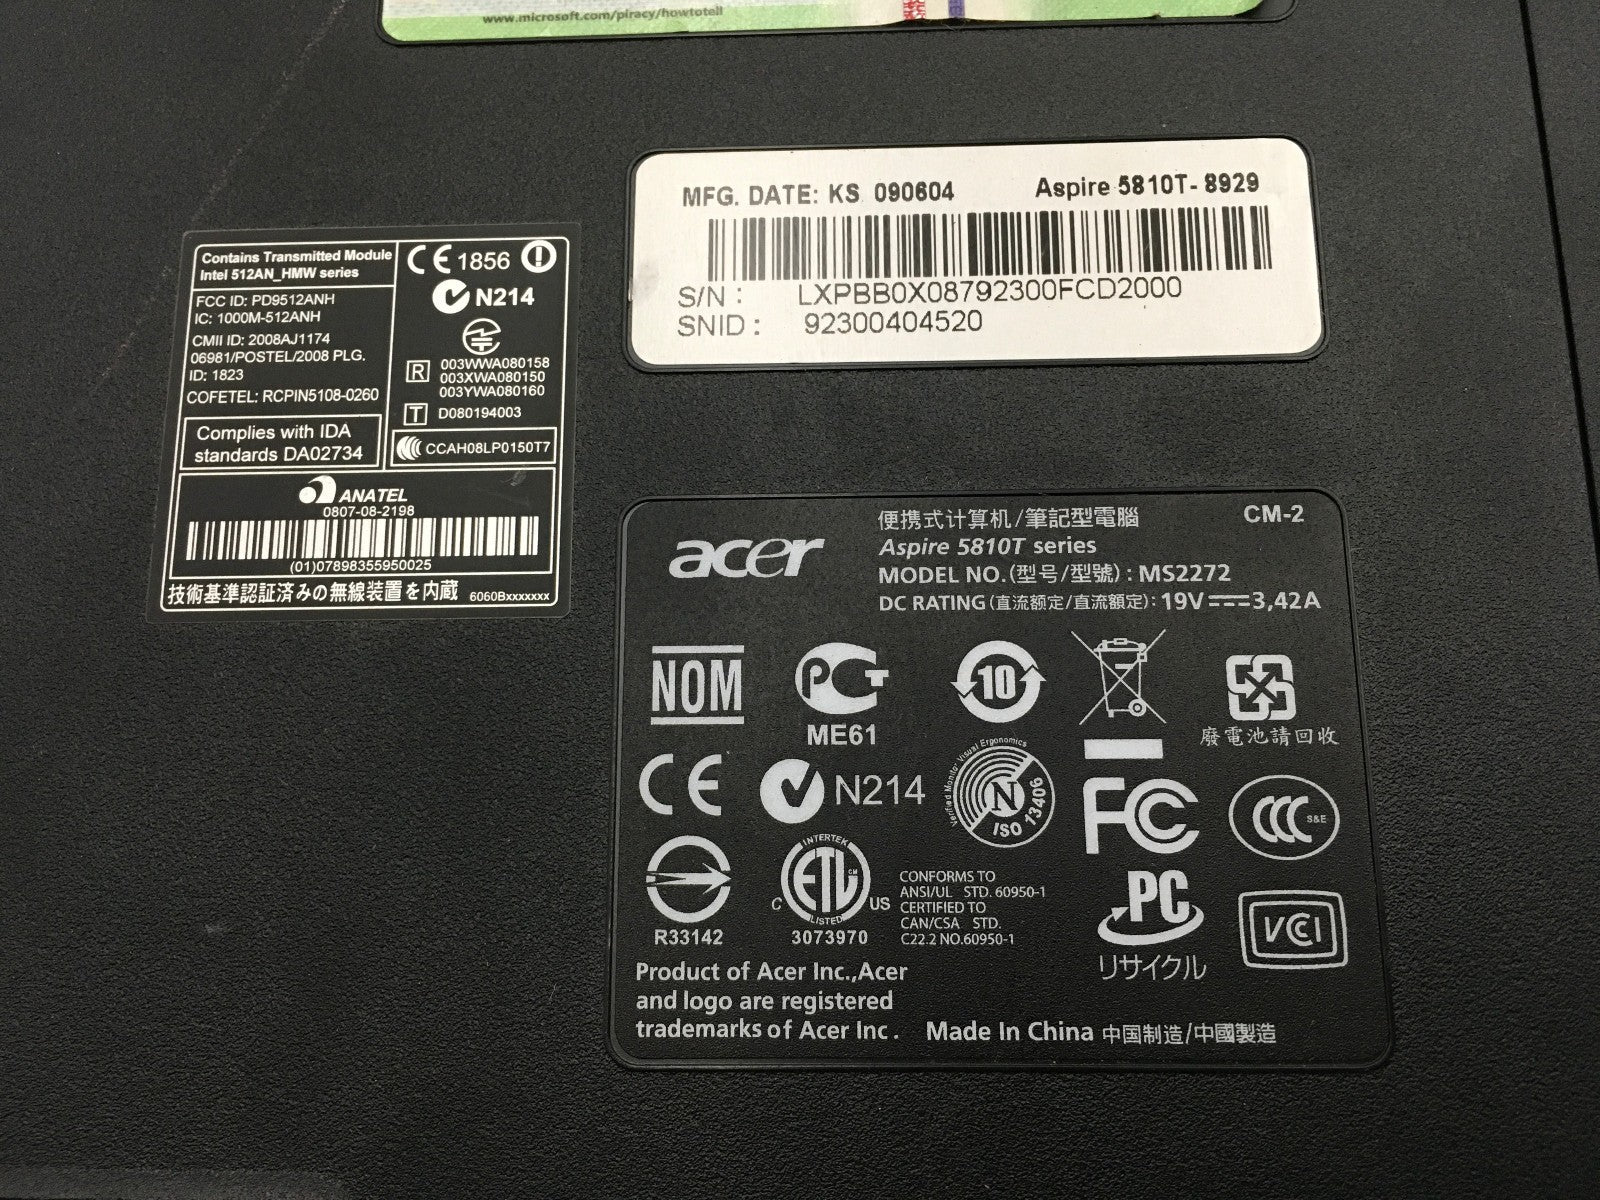 www.microsoft.com/piracy/howtotell
MFG. DATE: KS 090604 Aspire 5810T-8929
S/N : LXPBB0X08792300FCD2000
SNID : 92300404520
Contains Transmitted Module
Intel 512AN_HMW series
FCC ID: PD9512ANH
IC: 1000M-512ANH
CMII ID: 2008AJ1174
06981/POSTEL/2008 PLG.
ID: 1823
COFETEL: RCPIN5108-0260
Complies with IDA
standards DA02734
CE 1856
N214
R 003WWA080158
003XWA080150
003YWA080160
T D080194003
CCAH08LP0150T7
ANATEL
0807-08-2198
(01)07898355950025
技術基準認証済みの無線装置を内蔵 6060Bxxxxxxx
acer
便携式计算机/筆記型電腦 CM-2
Aspire 5810T series
MODEL NO.(型号/型號) : MS2272
DC RATING(直流额定/直流額定): 19V⎓3,42A
NOM
PCT
ME61
10
廢電池請回收
CE
N214
Verified Monitor Visual Ergonomics
N
ISO 13406
FC
CCC S&E
R33142
INTERTEK
C ETL CM US
LISTED
3073970
CONFORMS TO
ANSI/UL STD. 60950-1
CERTIFIED TO
CAN/CSA STD.
C22.2 NO.60950-1
PC
リサイクル
VCCI
Product of Acer Inc.,Acer
and logo are registered
trademarks of Acer Inc. Made In China 中国制造/中國製造